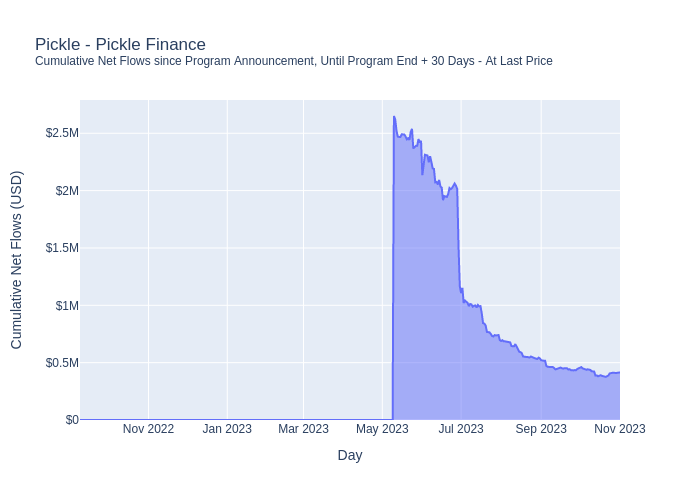 Pickle - Pickle Finance
Cumulative Net Flows since Program Announcement, Until Program End + 30 Days - At Last Price
$2.5M
$2M
$1.5M
$1M
$0.5M
$0
Cumulative Net Flows (USD)
Nov 2022
Jan 2023
Mar 2023
May 2023
Jul 2023
Sep 2023
Nov 2023
Day